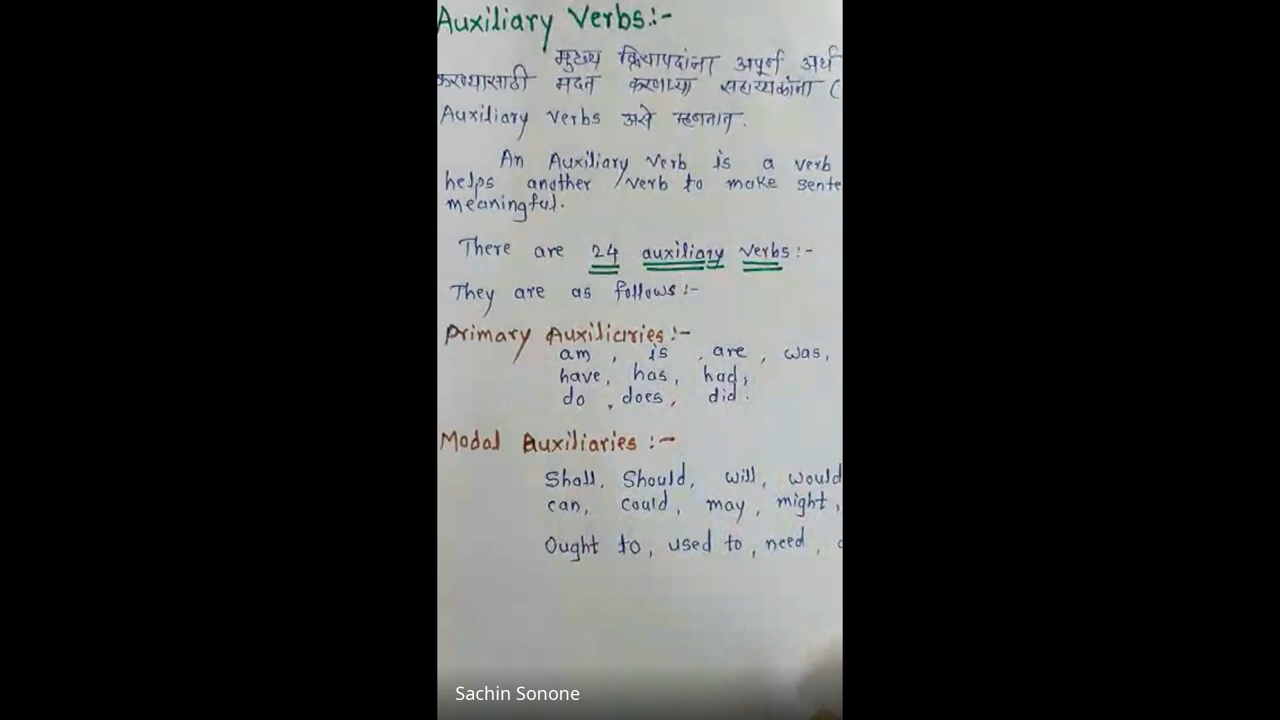 Auxiliary Verbs:-
मुख्य क्रियापदांना अपूर्ण अर्थ
करण्यासाठी मदत करणाऱ्या सहाय्यकांना (
Auxiliary verbs असे म्हणतात.
An Auxiliary verb is a verb
helps another verb to make sente
meaningful.
There are 24 auxiliary verbs:-
They are as follows:-
Primary Auxiliaries:-
am, is, are, was,
have, has, had,
do, does, did.
Modal Auxiliaries:-
Shall, Should, will, would
can, could, may, might,
Ought to, used to, need,
Sachin Sonone